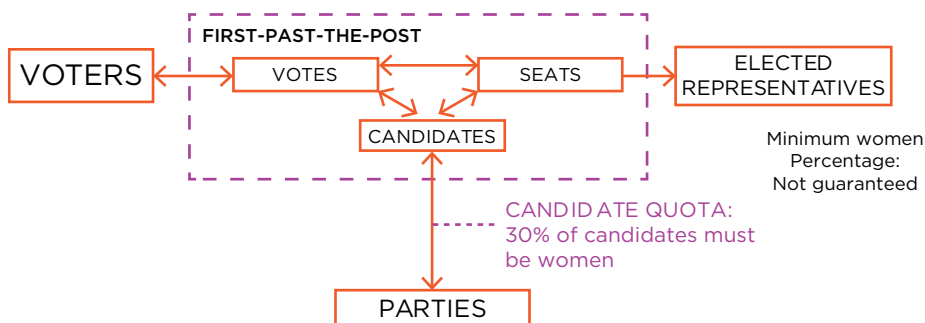 FIRST-PAST-THE-POST
VOTERS
VOTES
SEATS
ELECTED
REPRESENTATIVES
CANDIDATES
Minimum women
Percentage:
Not guaranteed
CANDIDATE QUOTA:
30% of candidates must
be women
PARTIES